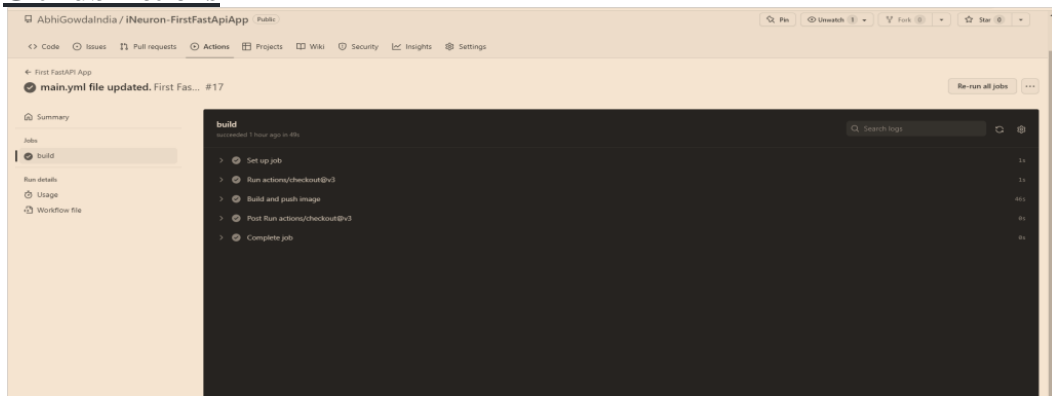 AbhiGowdaIndia / iNeuron-FirstFastApiApp Public
Pin Unwatch 1 Fork 0 Star 0
Code Issues Pull requests Actions Projects Wiki Security Insights Settings
First FastAPI App
main.yml file updated. First Fas... #17
Re-run all jobs
Summary
Jobs
build
Run details
Usage
Workflow file
build
succeeded 1 hour ago in 49s
Search logs
Set up job 1s
Run actions/checkout@v3 1s
Build and push image 46s
Post Run actions/checkout@v3 0s
Complete job 0s